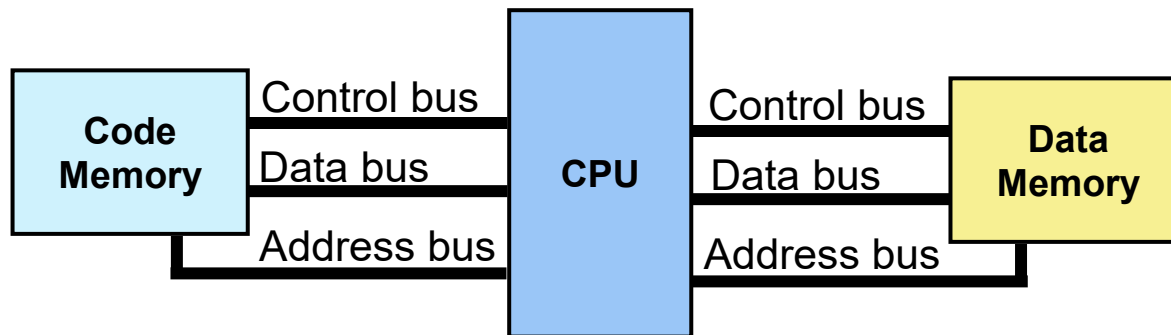 Code
Memory
Control bus
Data bus
Address bus
CPU
Control bus
Data bus
Address bus
Data
Memory